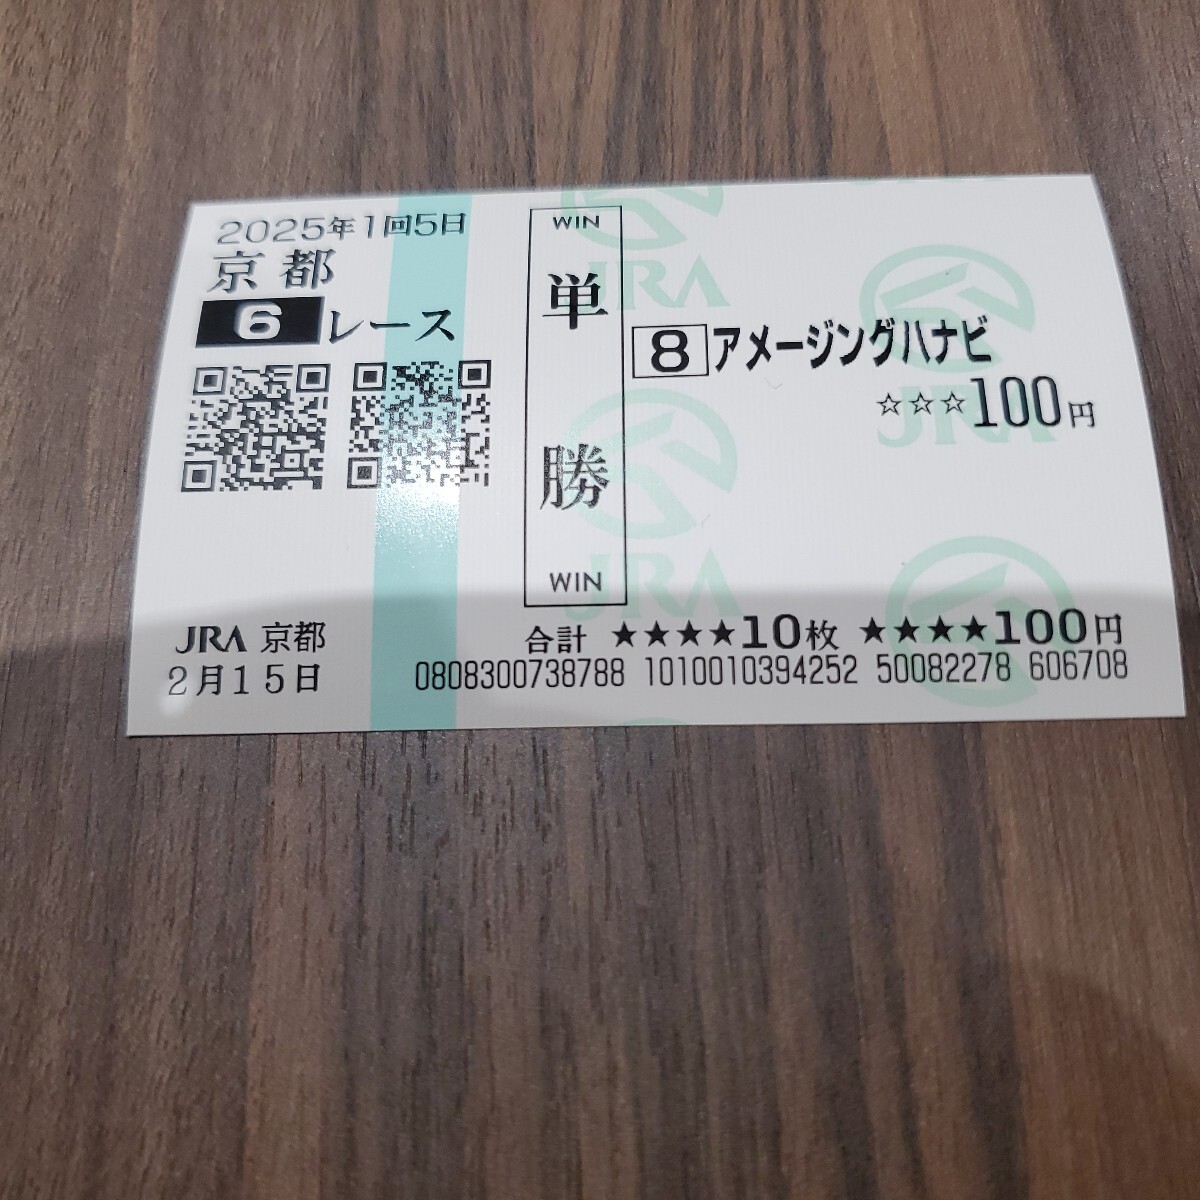 2025年1回5日
京都
6レース
WIN
単勝
WIN
8 アメージングハナビ
☆☆☆100円
JRA 京都
2月15日
合計 ★★★★10枚 ★★★★100円
0808300738788 1010010394252 50082278 606708
JRA
JRA
JRA